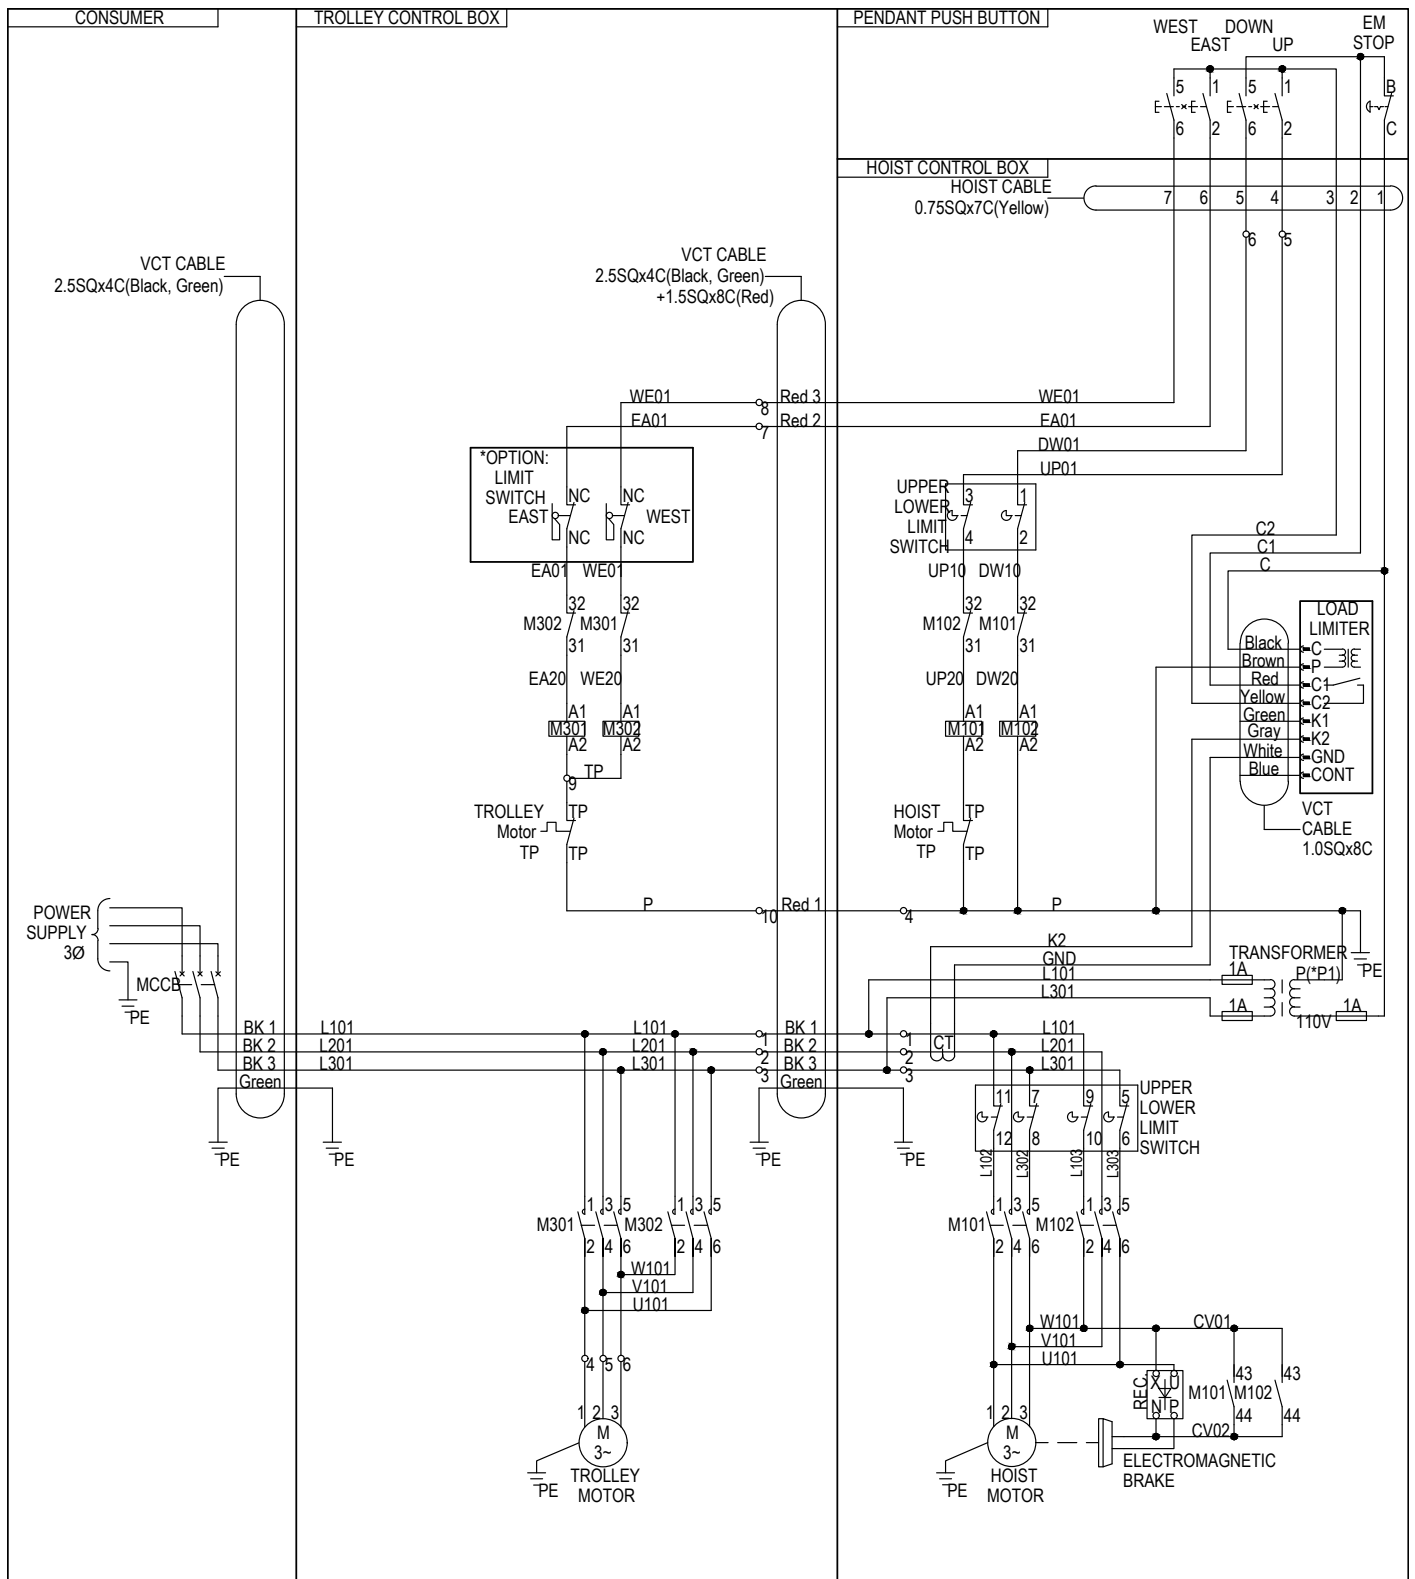 CONSUMER
TROLLEY CONTROL BOX
PENDANT PUSH BUTTON
WEST
EAST
DOWN
UP
EM
STOP
5
1
5
1
B
6
2
6
2
C
HOIST CONTROL BOX
HOIST CABLE
0.75SQx7C(Yellow)
7
6
5
4
3
2
1
6
5
VCT CABLE
2.5SQx4C(Black, Green)
VCT CABLE
2.5SQx4C(Black, Green)
+1.5SQx8C(Red)
WE01
8
Red 3
WE01
EA01
7
Red 2
EA01
DW01
UP01
*OPTION:
LIMIT
SWITCH
EAST
NC
NC
NC
NC
WEST
UPPER
LOWER
LIMIT
SWITCH
3
1
4
2
C2
C1
C
EA01
WE01
UP10
DW10
M302
32
31
M301
32
31
M102
32
31
M101
32
31
LOAD
LIMITER
Black
C
Brown
P
Red
C1
Yellow
C2
Green
K1
Gray
K2
White
GND
Blue
CONT
VCT
CABLE
1.0SQx8C
EA20
WE20
UP20
DW20
A1
M301
A2
A1
M302
A2
A1
M101
A2
A1
M102
A2
TP
9
TROLLEY
Motor
TP
TP
TP
HOIST
Motor
TP
TP
TP
P
10
Red 1
4
P
POWER
SUPPLY
3Ø
MCCB
PE
K2
GND
L101
L301
TRANSFORMER
P(*P1)
PE
1A
1A
1A
110V
BK 1
L101
L101
1
BK 1
1
CT
L101
BK 2
L201
L201
2
BK 2
2
L201
BK 3
L301
L301
3
BK 3
3
L301
Green
Green
PE
PE
PE
PE
11
7
9
5
12
8
10
6
UPPER
LOWER
LIMIT
SWITCH
L102
L302
L103
L303
M301
1
3
5
2
4
6
M302
1
3
5
2
4
6
M101
1
3
5
2
4
6
M102
1
3
5
2
4
6
W101
V101
U101
W101
V101
U101
CV01
4
5
6
REC.
X
U
N
P
M101
43
44
M102
43
44
CV02
1
2
3
M
3~
PE
TROLLEY
MOTOR
1
2
3
M
3~
PE
HOIST
MOTOR
ELECTROMAGNETIC
BRAKE